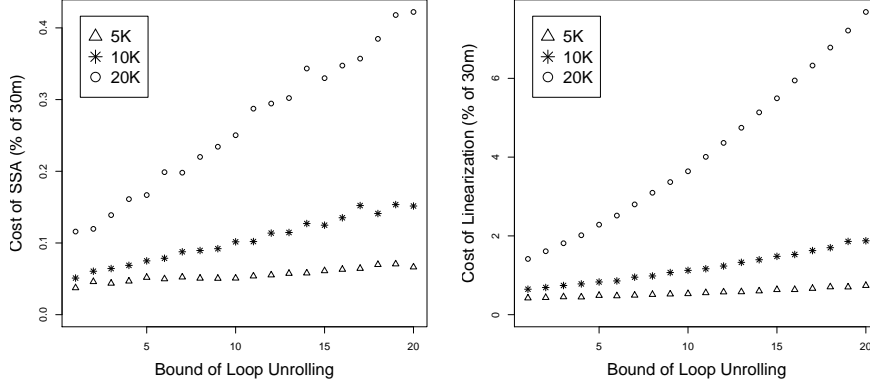 Cost of SSA (% of 30m)
0.4
0.3
0.2
0.1
0.0
5K
10K
20K
5 10 15 20
Bound of Loop Unrolling
Cost of Linearization (% of 30m)
6
4
2
0
5K
10K
20K
5 10 15 20
Bound of Loop Unrolling